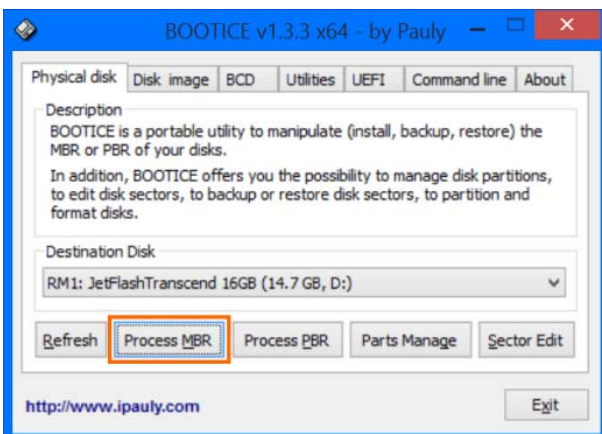 BOOTICE v1.3.3 x64 - by Pauly
Physical disk Disk image BCD Utilities UEFI Command line About
Description
BOOTICE is a portable utility to manipulate (install, backup, restore) the
MBR or PBR of your disks.
In addition, BOOTICE offers you the possibility to manage disk partitions,
to edit disk sectors, to backup or restore disk sectors, to partition and
format disks.
Destination Disk
RM1: JetFlashTranscend 16GB (14.7 GB, D:)
Refresh Process MBR Process PBR Parts Manage Sector Edit
http://www.ipauly.com Exit